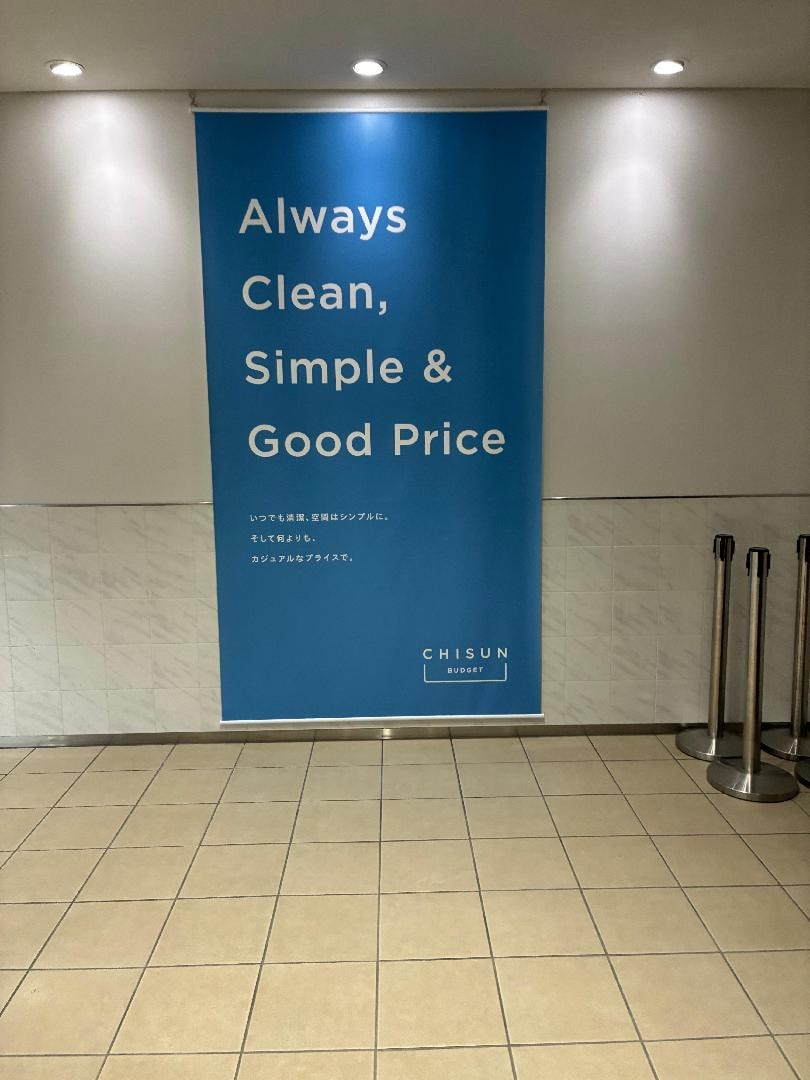 Always
Clean,
Simple &
Good Price
いつでも清潔、空間はシンプルに。
そして何よりも、
カジュアルなプライスで。
CHISUN
BUDGET